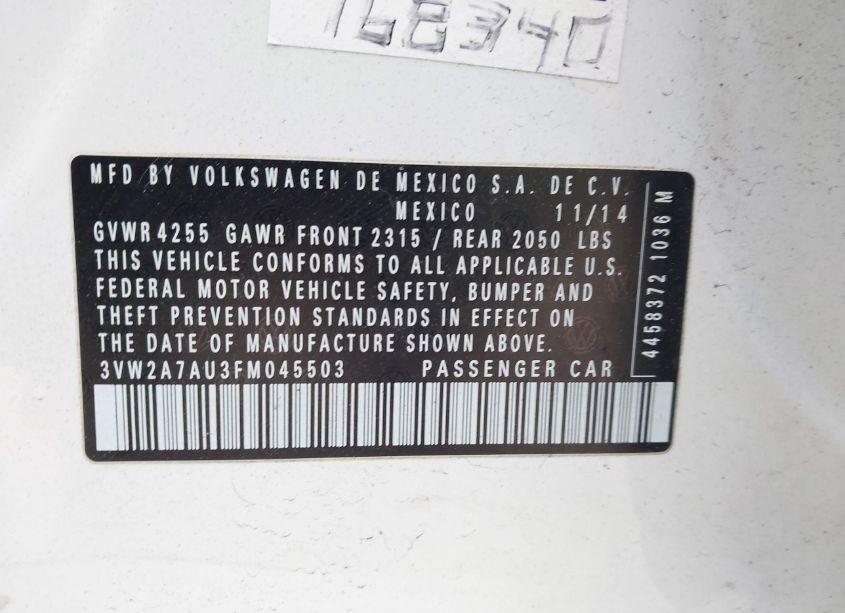 168340
MFD BY VOLKSWAGEN DE MEXICO S.A. DE C.V.
MEXICO 11/14
GVWR 4255 GAWR FRONT 2315 / REAR 2050 LBS
THIS VEHICLE CONFORMS TO ALL APPLICABLE U.S.
FEDERAL MOTOR VEHICLE SAFETY, BUMPER AND
THEFT PREVENTION STANDARDS IN EFFECT ON
THE DATE OF MANUFACTURE SHOWN ABOVE.
3VW2A7AU3FM045503 PASSENGER CAR
4458372 1036 M